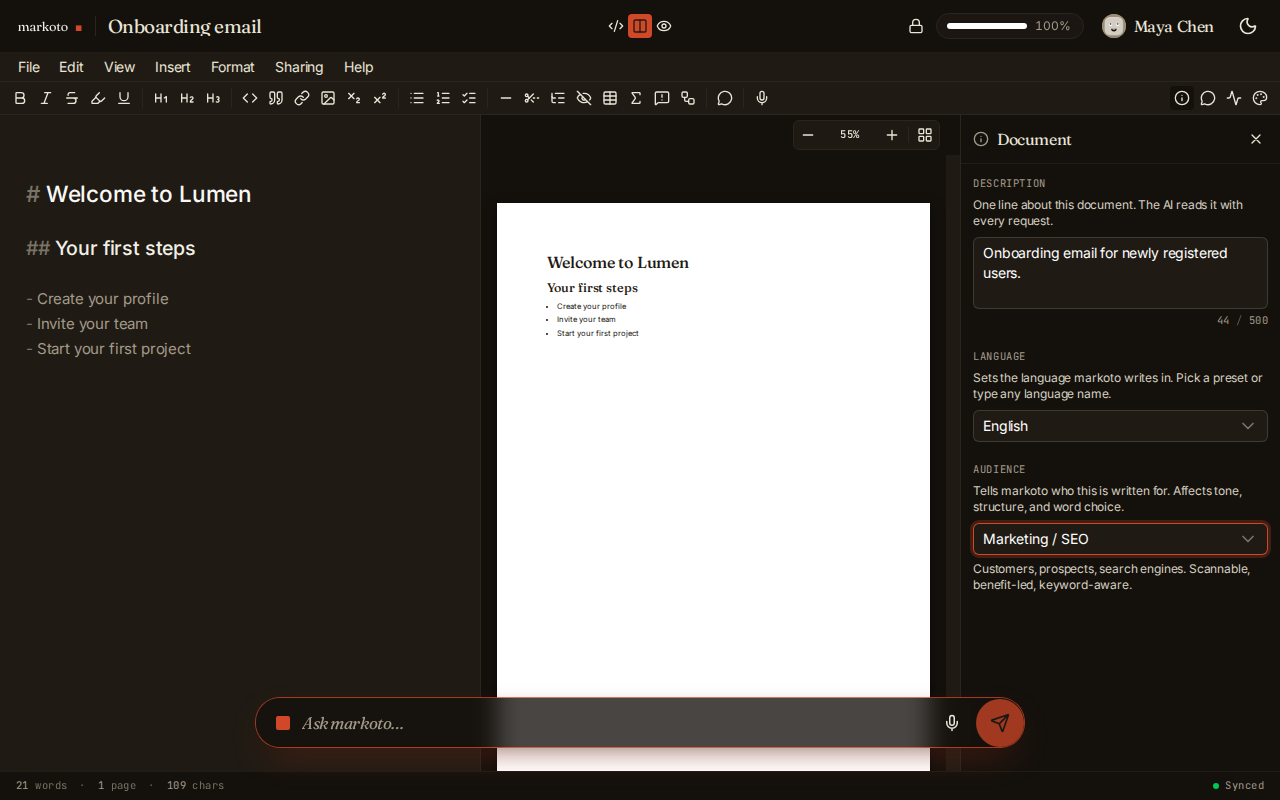 markoto
Onboarding email
100%
Maya Chen
File Edit View Insert Format Sharing Help
H1 H2 H3
55%
# Welcome to Lumen
## Your first steps
- Create your profile
- Invite your team
- Start your first project
Welcome to Lumen
Your first steps
• Create your profile
• Invite your team
• Start your first project
Document
DESCRIPTION
One line about this document. The AI reads it with
every request.
Onboarding email for newly registered
users.
44 / 500
LANGUAGE
Sets the language markoto writes in. Pick a preset or
type any language name.
English
AUDIENCE
Tells markoto who this is written for. Affects tone,
structure, and word choice.
Marketing / SEO
Customers, prospects, search engines. Scannable,
benefit-led, keyword-aware.
Ask markoto...
21 words · 1 page · 109 chars
Synced